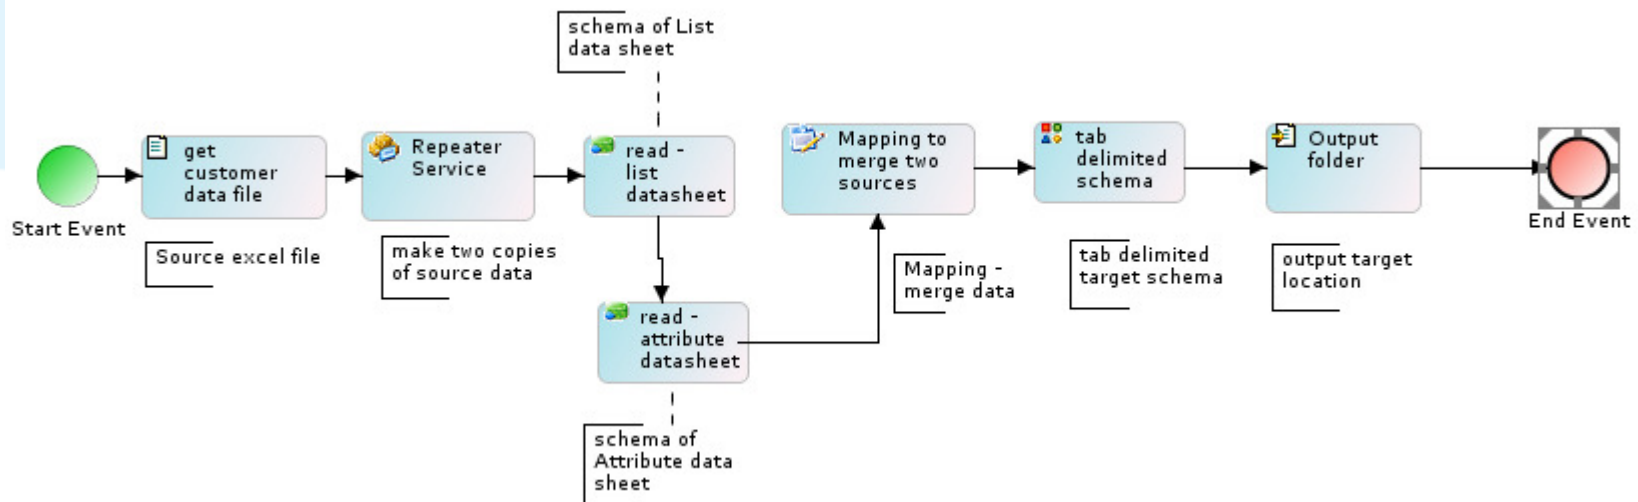 schema of List
data sheet
get
customer
data file
Repeater
Service
read -
list
datasheet
Mapping to
merge two
sources
tab
delimited
schema
Output
folder
Start Event
End Event
Source excel file
make two copies
of source data
Mapping -
merge data
tab delimited
target schema
output target
location
read -
attribute
datasheet
schema of
Attribute data
sheet